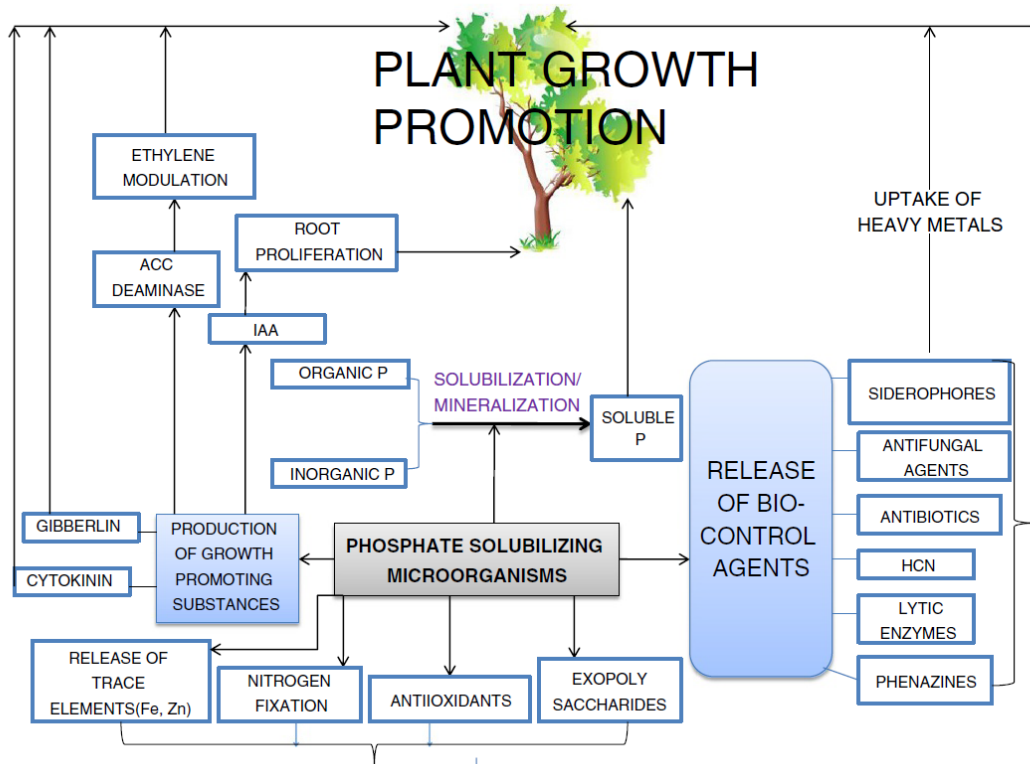 PLANT GROWTH
PROMOTION
ETHYLENE
MODULATION
ROOT
PROLIFERATION
UPTAKE OF
HEAVY METALS
ACC
DEAMINASE
IAA
ORGANIC P
SOLUBILIZATION/
MINERALIZATION
SOLUBLE
P
INORGANIC P
SIDEROPHORES
ANTIFUNGAL
AGENTS
RELEASE
OF BIO-
CONTROL
AGENTS
ANTIBIOTICS
HCN
LYTIC
ENZYMES
PHENAZINES
GIBBERLIN
CYTOKININ
PRODUCTION
OF GROWTH
PROMOTING
SUBSTANCES
PHOSPHATE SOLUBILIZING
MICROORGANISMS
RELEASE OF
TRACE
ELEMENTS(Fe, Zn)
NITROGEN
FIXATION
ANTIIOXIDANTS
EXOPOLY
SACCHARIDES